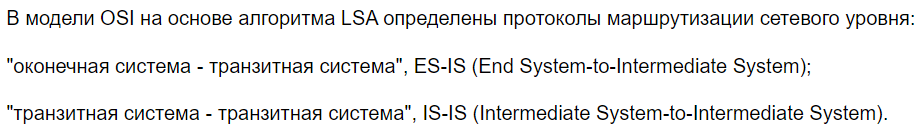 В модели OSI на основе алгоритма LSA определены протоколы маршрутизации сетевого уровня:
"оконечная система - транзитная система", ES-IS (End System-to-Intermediate System);
"транзитная система - транзитная система", IS-IS (Intermediate System-to-Intermediate System).